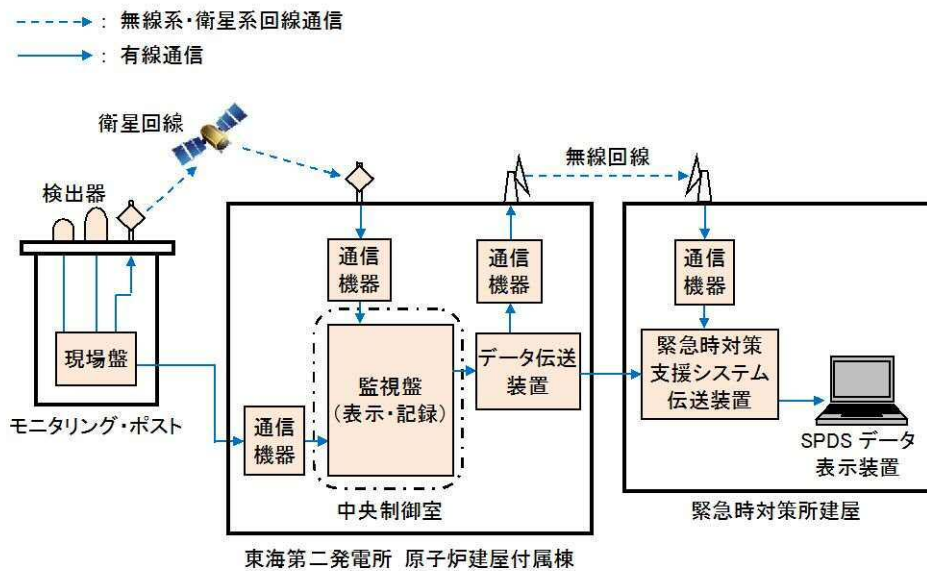 ： 無線系・衛星系回線通信
： 有線通信
衛星回線
無線回線
検出器
通信
機器
通信
機器
通信
機器
現場盤
監視盤
（表示・記録）
データ伝送
装置
緊急時対策
支援システム
伝送装置
モニタリング・ポスト
通信
機器
SPDS データ
表示装置
中央制御室
緊急時対策所建屋
東海第二発電所 原子炉建屋付属棟